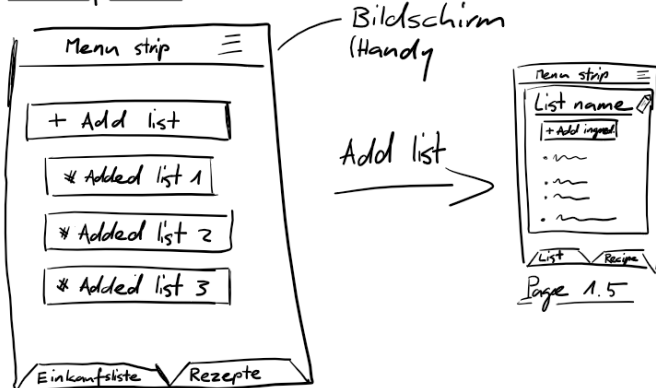 Menu strip
+ Add list
* Added list 1
* Added list 2
* Added list 3
Einkaufsliste
Rezepte
Bildschirm
(Handy
Add list
Menu strip
List name
+ Add ingred
List
Recipe
Page 1.5